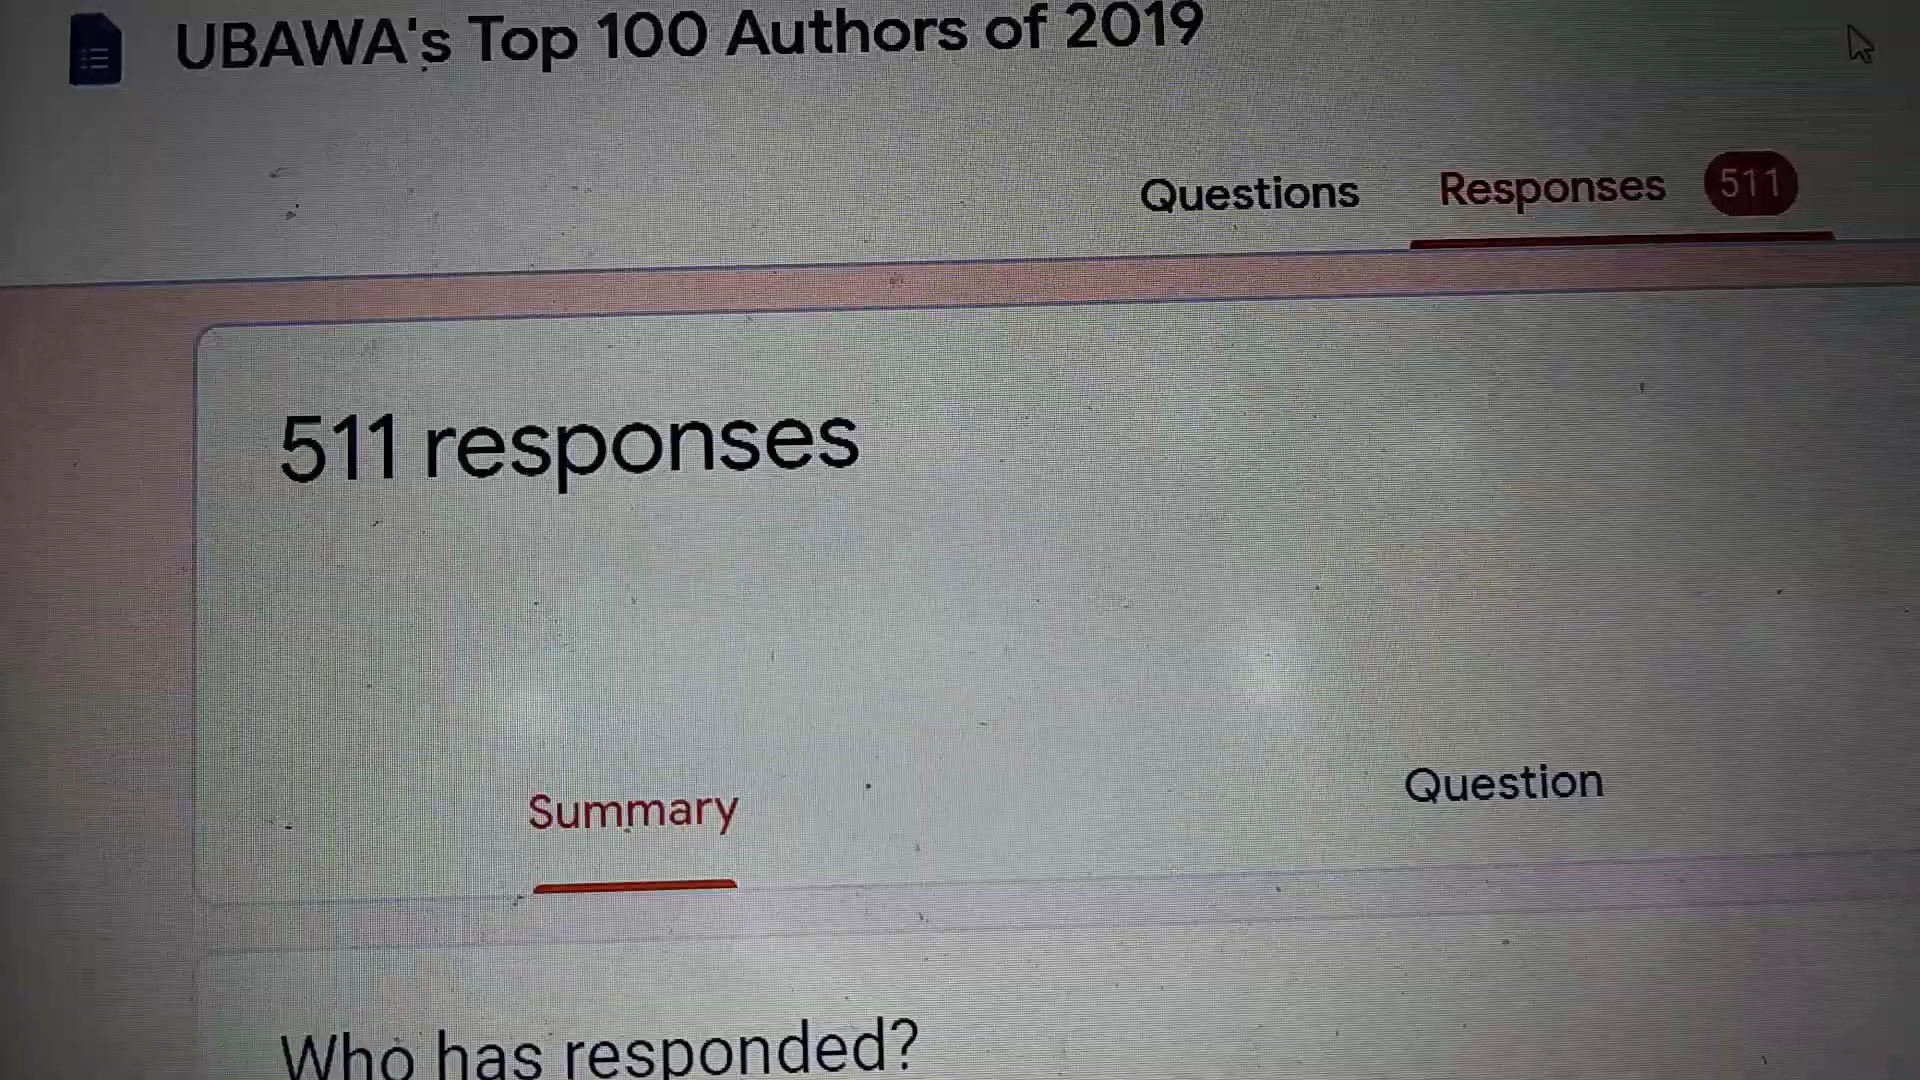 UBAWA's Top 100 Authors of 2019
Questions Responses 511
511 responses
Summary Question
Who has responded?